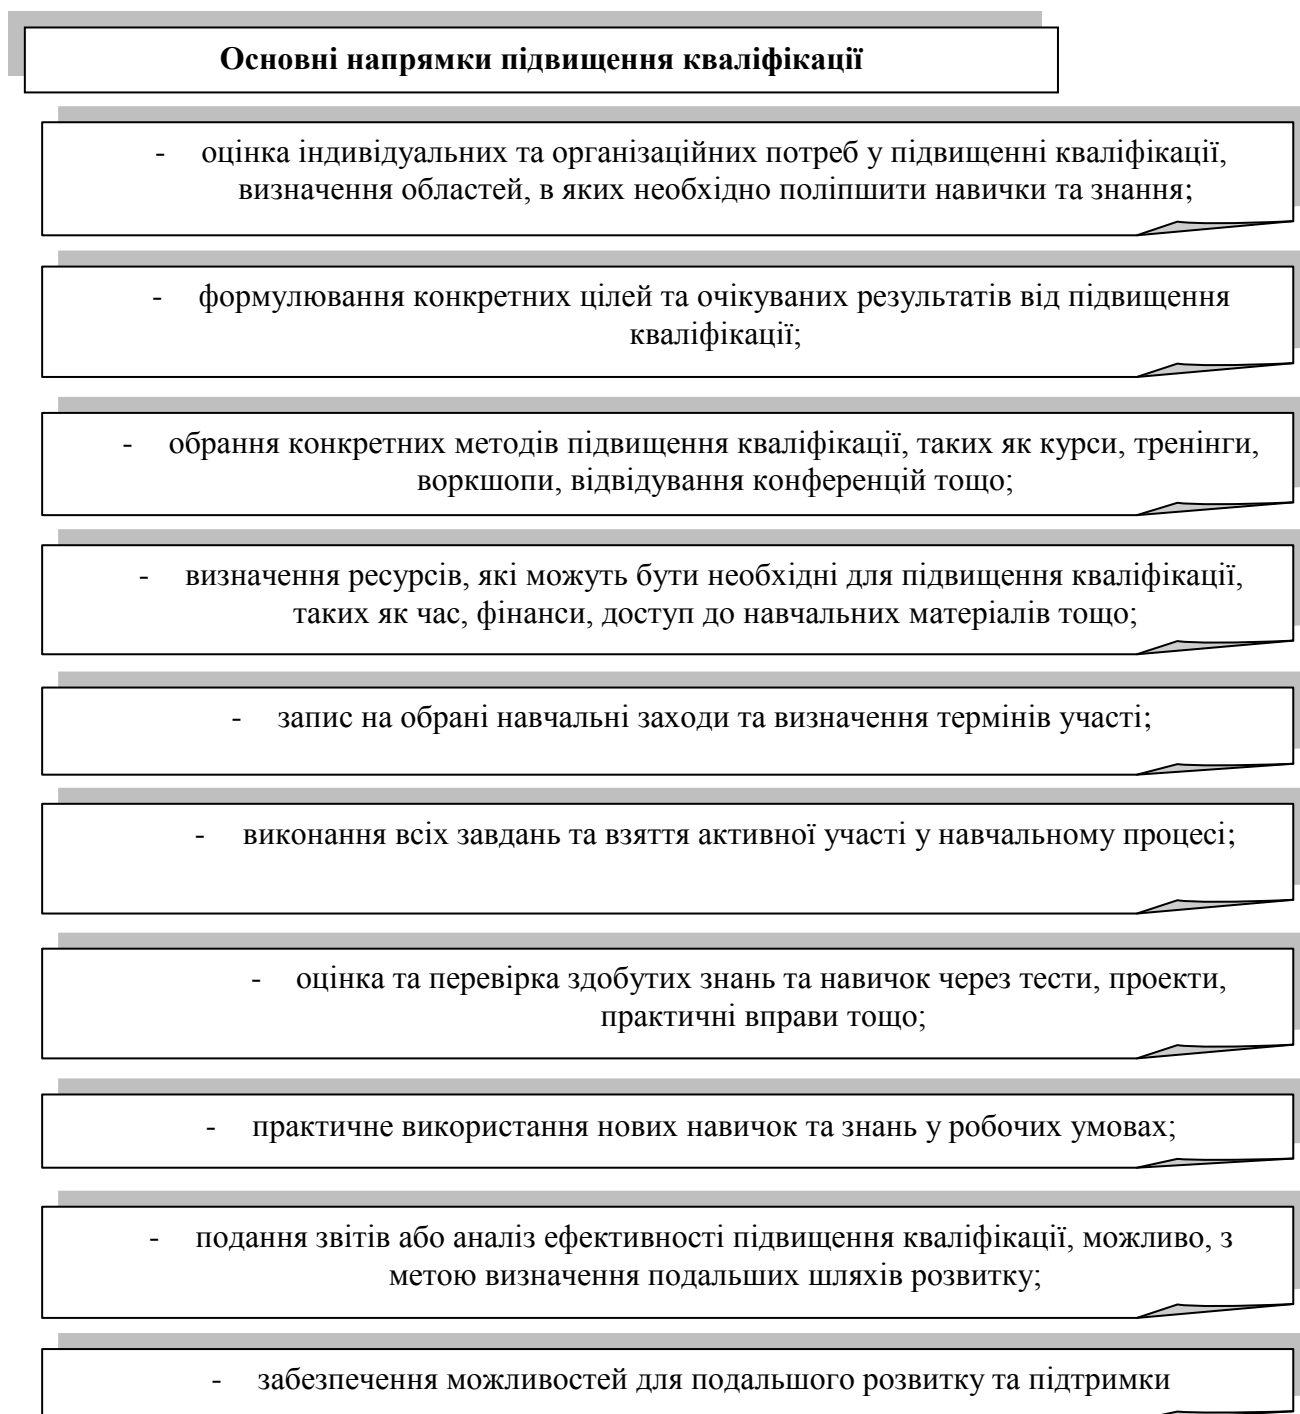 Основні напрямки підвищення кваліфікації
- оцінка індивідуальних та організаційних потреб у підвищенні кваліфікації,
визначення областей, в яких необхідно поліпшити навички та знання;
- формулювання конкретних цілей та очікуваних результатів від підвищення
кваліфікації;
- обрання конкретних методів підвищення кваліфікації, таких як курси, тренінги,
воркшопи, відвідування конференцій тощо;
- визначення ресурсів, які можуть бути необхідні для підвищення кваліфікації,
таких як час, фінанси, доступ до навчальних матеріалів тощо;
- запис на обрані навчальні заходи та визначення термінів участі;
- виконання всіх завдань та взяття активної участі у навчальному процесі;
- оцінка та перевірка здобутих знань та навичок через тести, проекти,
практичні вправи тощо;
- практичне використання нових навичок та знань у робочих умовах;
- подання звітів або аналіз ефективності підвищення кваліфікації, можливо, з
метою визначення подальших шляхів розвитку;
- забезпечення можливостей для подальшого розвитку та підтримки